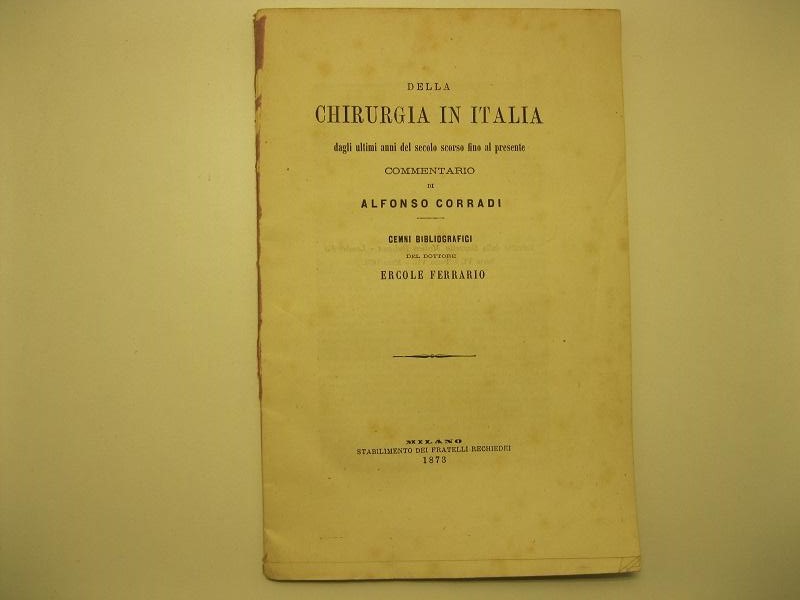 DELLA
CHIRURGIA IN ITALIA
dagli ultimi anni del secolo scorso fino al presente
COMMENTARIO
DI
ALFONSO CORRADI
CENNI BIBLIOGRAFICI
DEL DOTTORE
ERCOLE FERRARIO
MILANO
STABILIMENTO DEI FRATELLI RECHIEDEI
1873